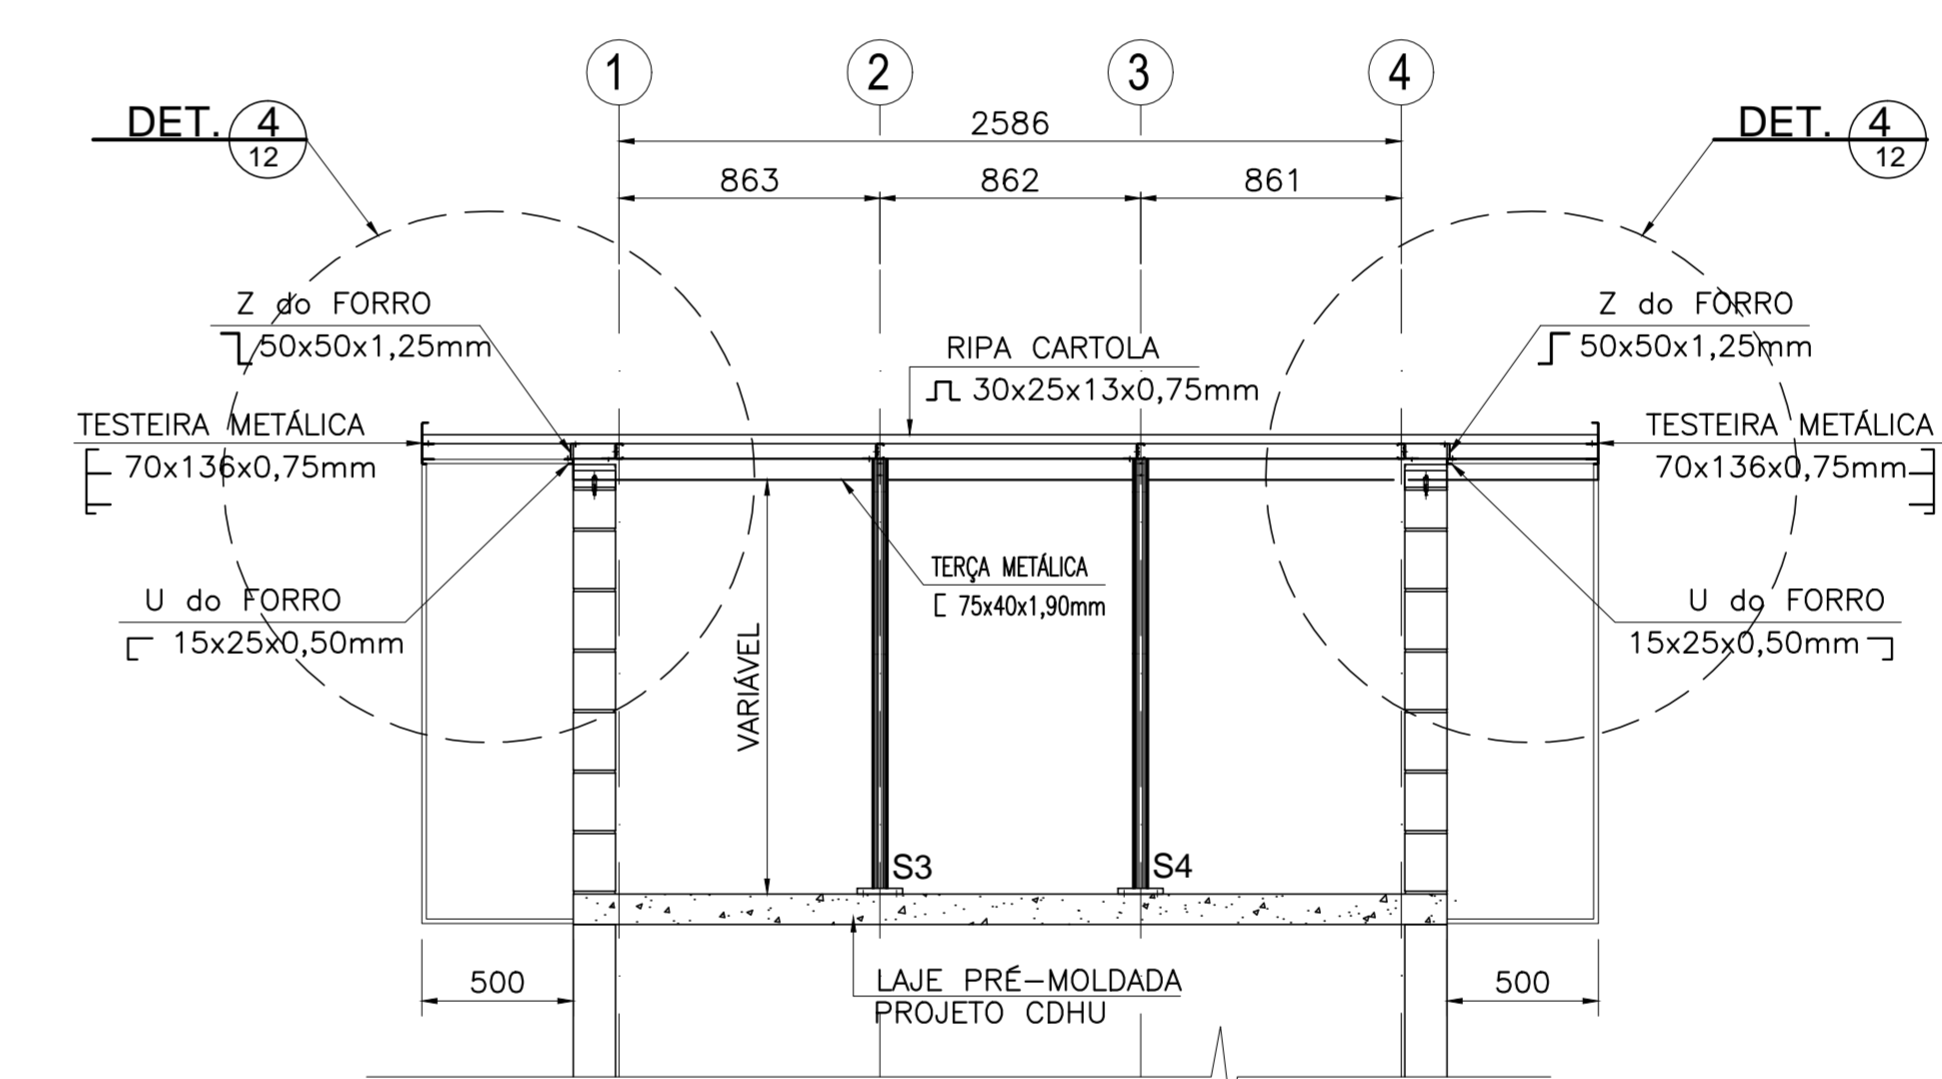 1 2 3 4
DET. 4
12
DET. 4
12
2586
863 862 861
Z do FORRO
50x50x1,25mm
Z do FORRO
50x50x1,25mm
RIPA CARTOLA
30x25x13x0,75mm
TESTEIRA METÁLICA
70x136x0,75mm
TESTEIRA METÁLICA
70x136x0,75mm
TERÇA METÁLICA
75x40x1,90mm
U do FORRO
15x25x0,50mm
U do FORRO
15x25x0,50mm
VARIÁVEL
S3 S4
500
LAJE PRÉ-MOLDADA
PROJETO CDHU
500